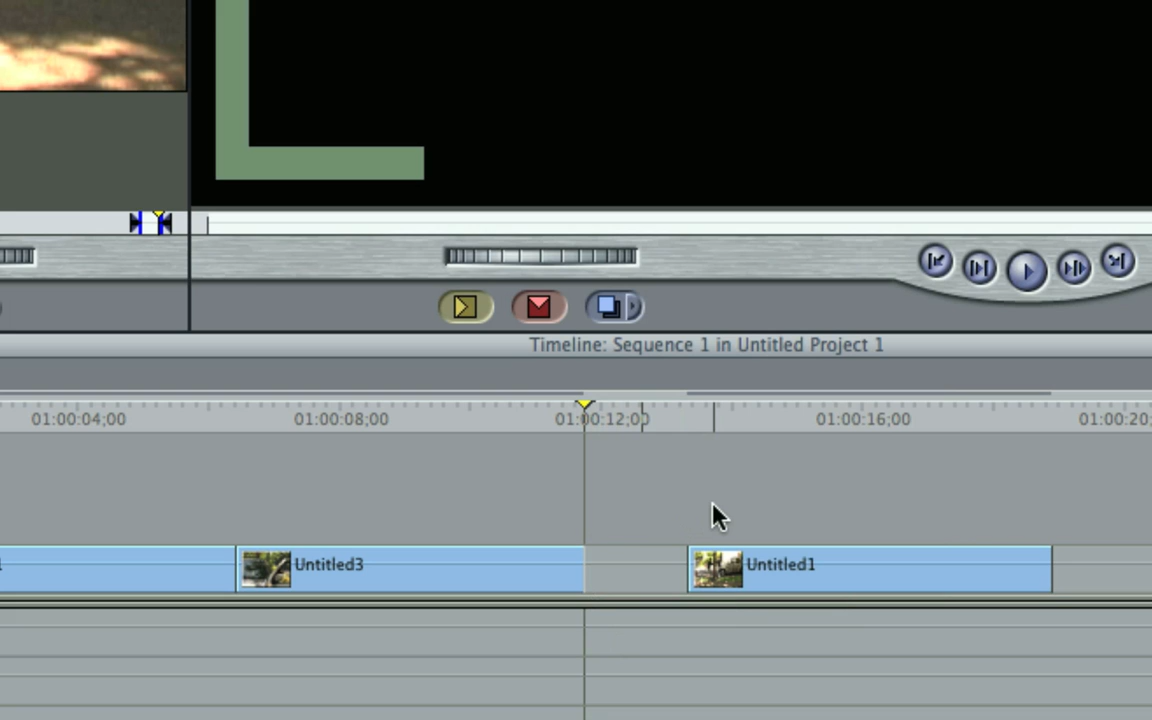 Timeline: Sequence 1 in Untitled Project 1
01:00:04;00 01:00:08;00 01:00:12;00 01:00:16;00 01:00:20;
Untitled3 Untitled1